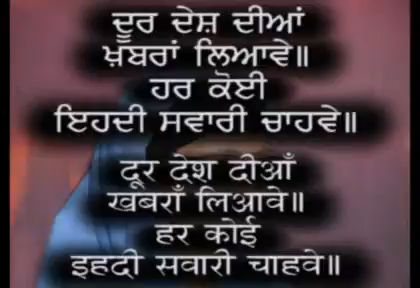 ਦੂਰ ਦੇਸ਼ ਦੀਆਂ
ਖ਼ਬਰਾਂ ਲਿਆਵੇ॥
ਹਰ ਕੋਈ
ਇਹਦੀ ਸਵਾਰੀ ਚਾਹਵੇ॥
दूर देश दीआँ
खबराँ लिआवे॥
हर कोई
इहदी सवारी चाहवे॥